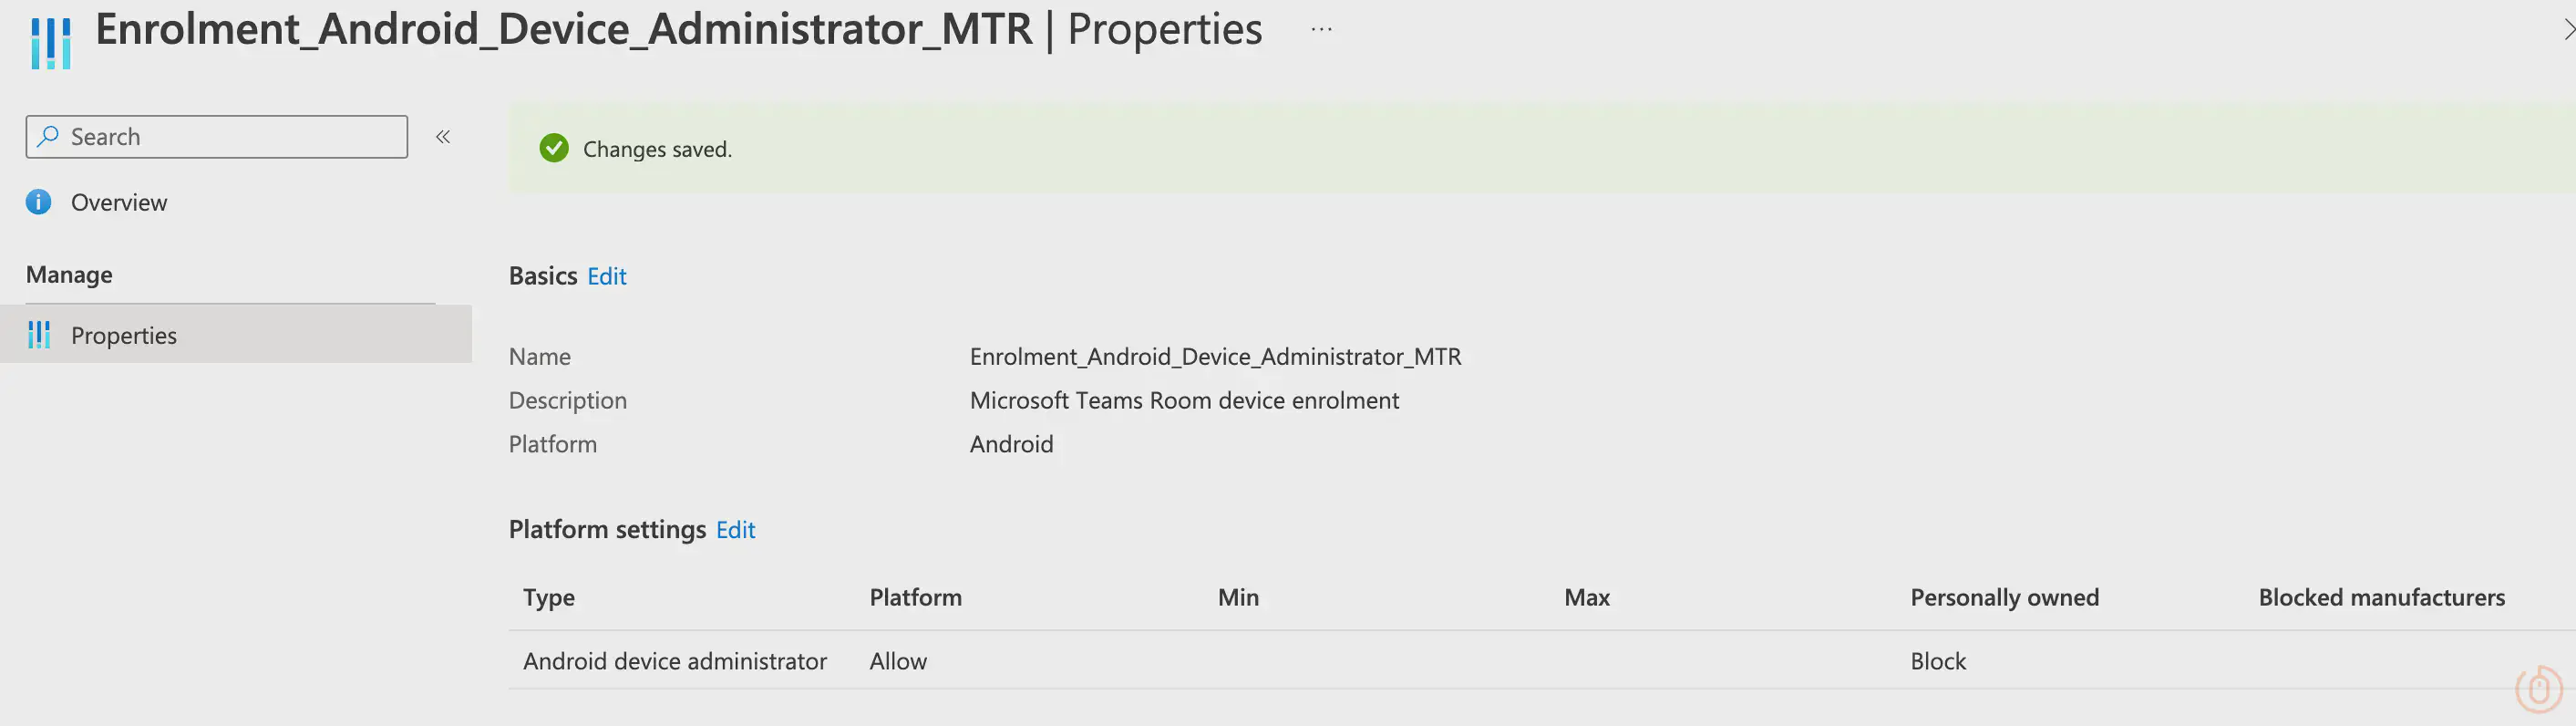 Enrolment_Android_Device_Administrator_MTR | Properties ...
Search
Overview
Manage
Properties
Changes saved.
Basics Edit
Name Enrolment_Android_Device_Administrator_MTR
Description Microsoft Teams Room device enrolment
Platform Android
Platform settings Edit
Type Platform Min Max Personally owned Blocked manufacturers
Android device administrator Allow Block